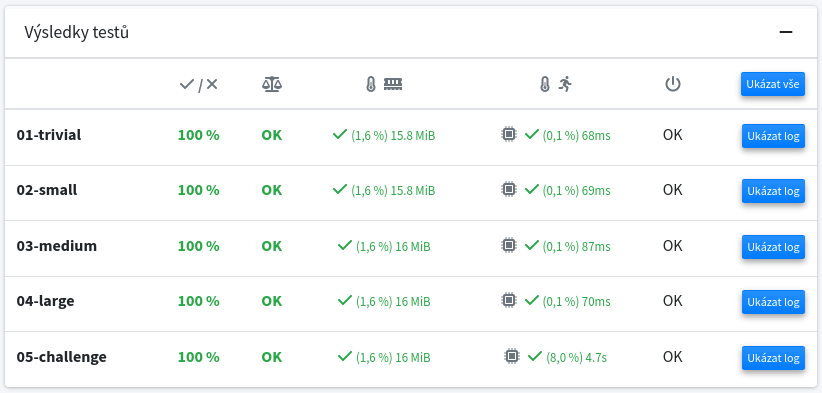 Výsledky testů
/
Ukázat vše
01-trivial 100 % OK (1,6 %) 15.8 MiB (0,1 %) 68ms OK Ukázat log
02-small 100 % OK (1,6 %) 15.8 MiB (0,1 %) 69ms OK Ukázat log
03-medium 100 % OK (1,6 %) 16 MiB (0,1 %) 87ms OK Ukázat log
04-large 100 % OK (1,6 %) 16 MiB (0,1 %) 70ms OK Ukázat log
05-challenge 100 % OK (1,6 %) 16 MiB (8,0 %) 4.7s OK Ukázat log